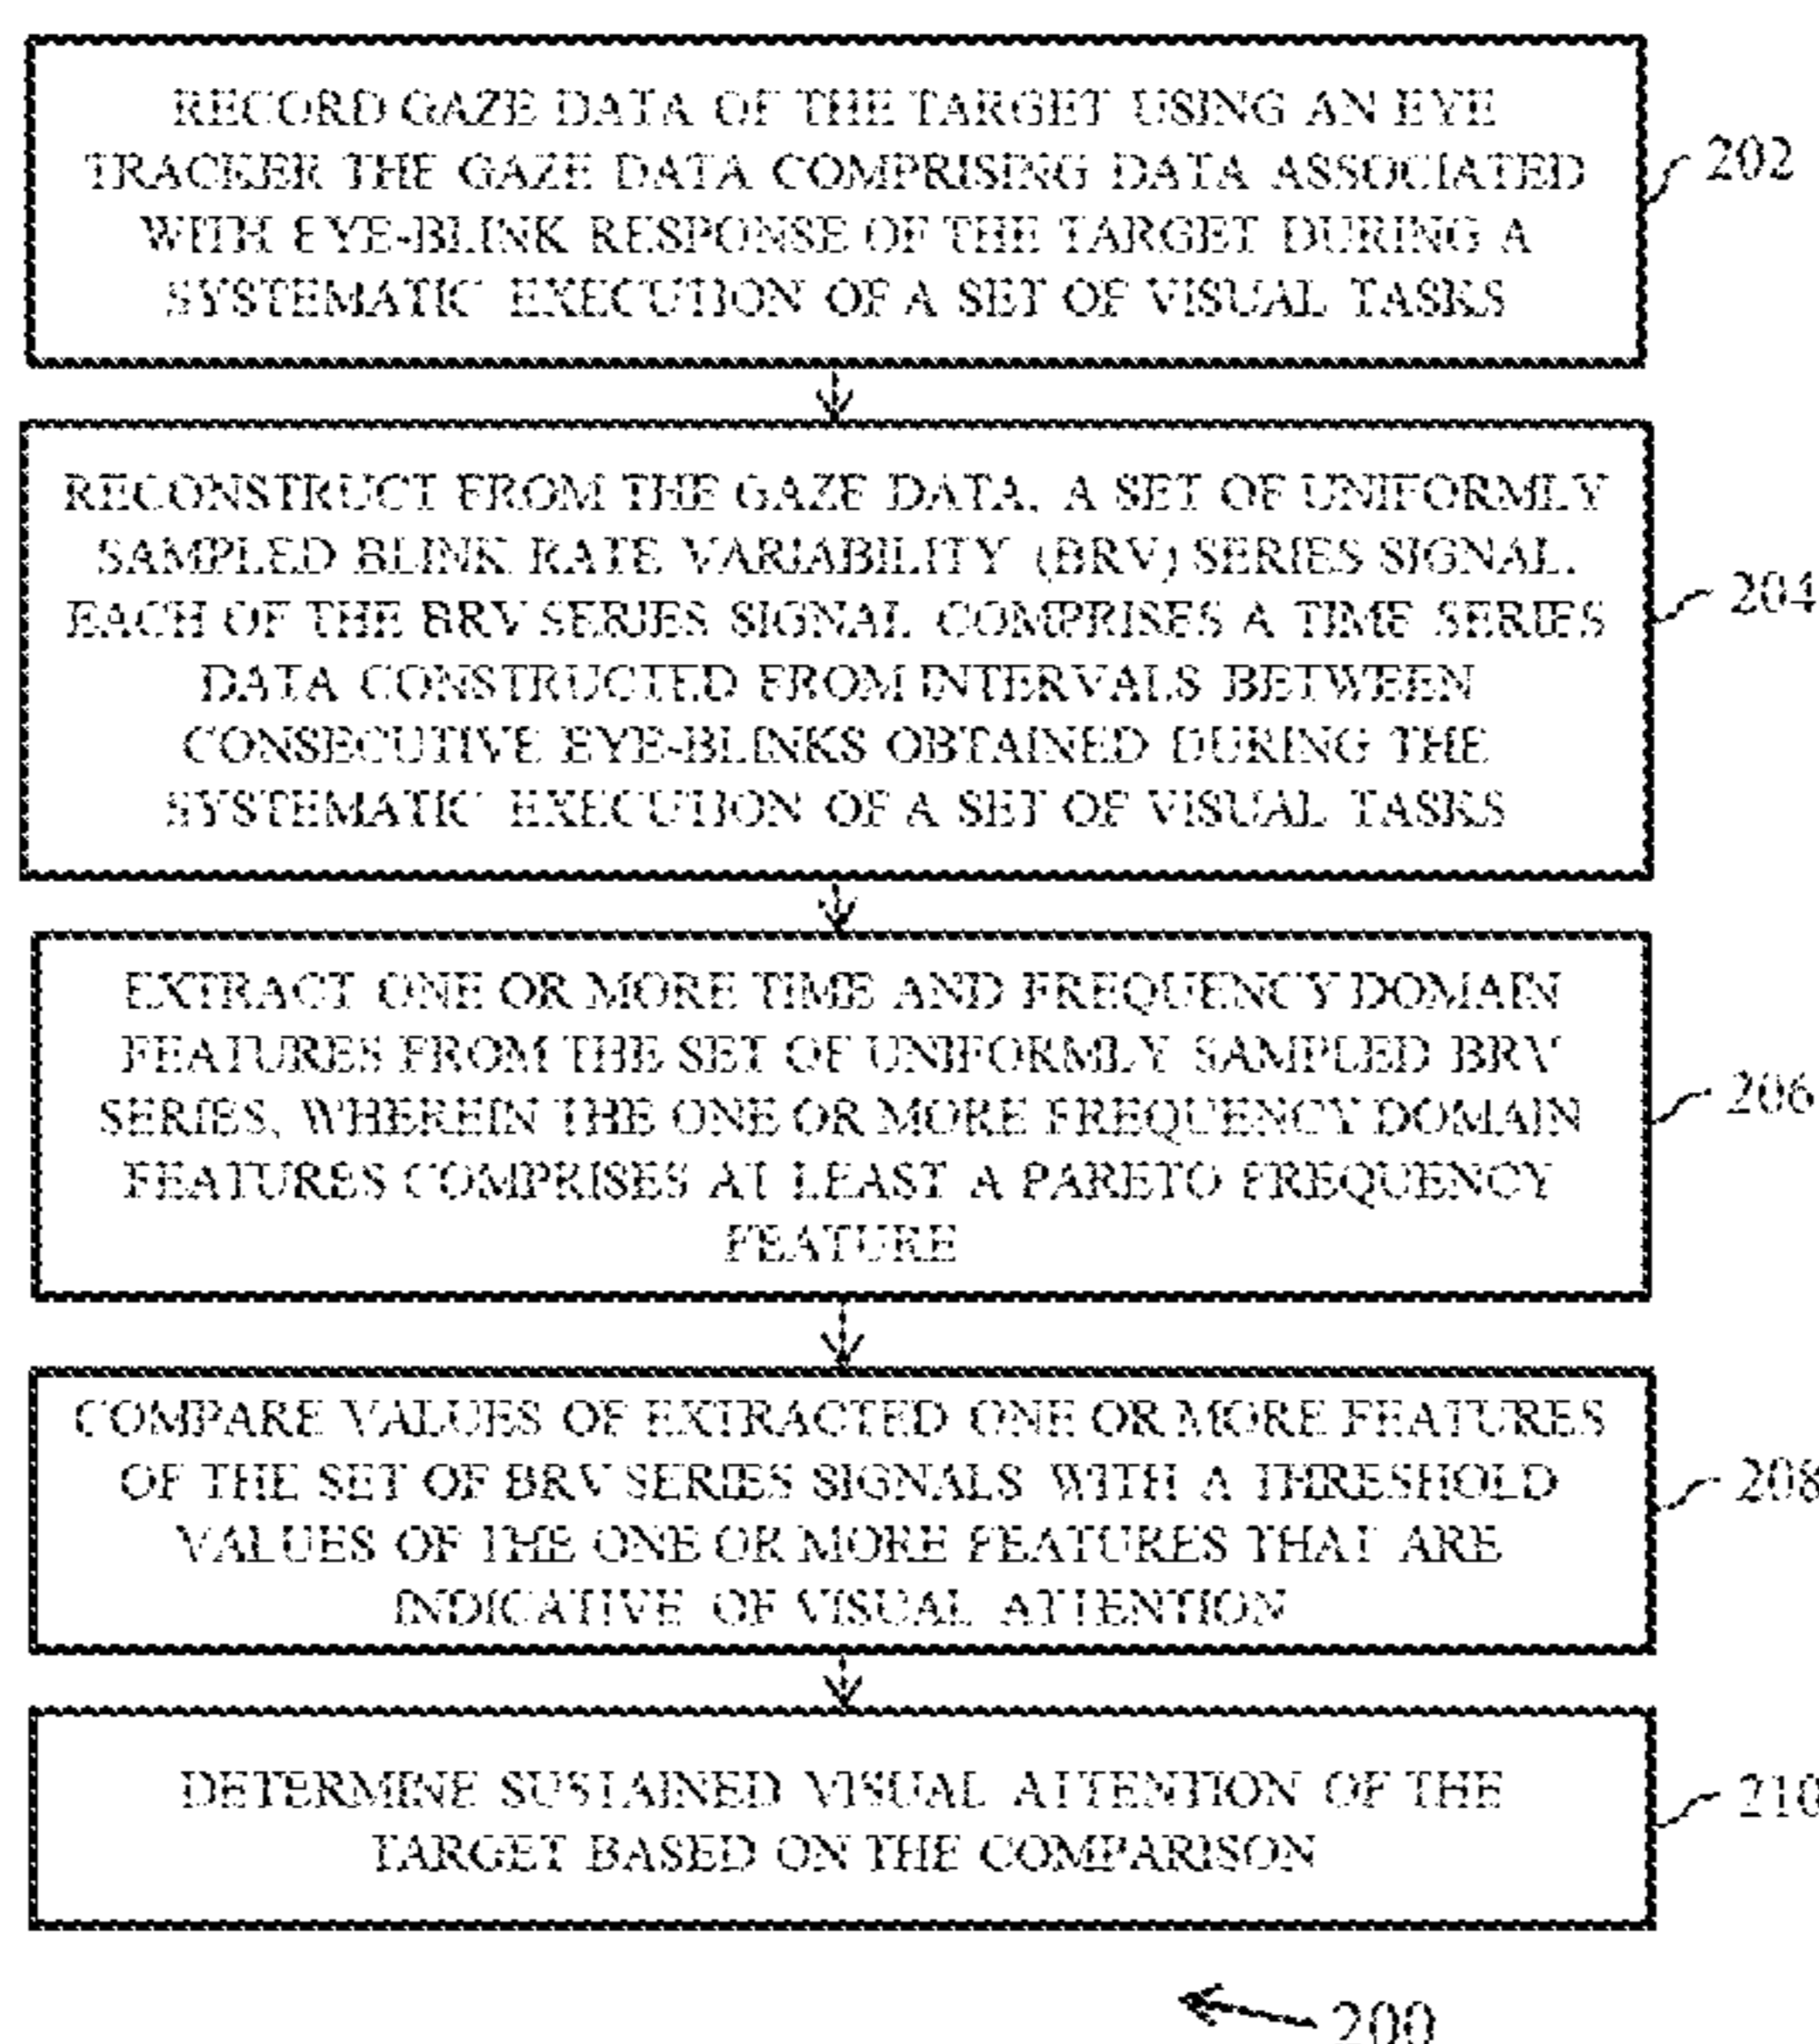 RECORD GAZE DATA OF THE TARGET USING AN EYE
TRACKER THE GAZE DATA COMPRISING DATA ASSOCIATED
WITH EYE-BLINK RESPONSE OF THE TARGET DURING A
SYSTEMATIC EXECUTION OF A SET OF VISUAL TASKS
202
RECONSTRUCT FROM THE GAZE DATA, A SET OF UNIFORMLY
SAMPLED BLINK RATE VARIABILITY (BRV) SERIES SIGNAL.
EACH OF THE BRV SERIES SIGNAL COMPRISES A TIME SERIES
DATA CONSTRUCTED FROM INTERVALS BETWEEN
CONSECUTIVE EYE-BLINKS OBTAINED DURING THE
SYSTEMATIC EXECUTION OF A SET OF VISUAL TASKS
204
EXTRACT ONE OR MORE TIME AND FREQUENCY DOMAIN
FEATURES FROM THE SET OF UNIFORMLY SAMPLED BRV
SERIES, WHEREIN THE ONE OR MORE FREQUENCY DOMAIN
FEATURES COMPRISES AT LEAST A PARETO FREQUENCY
FEATURE
206
COMPARE VALUES OF EXTRACTED ONE OR MORE FEATURES
OF THE SET OF BRV SERIES SIGNALS WITH A THRESHOLD
VALUES OF THE ONE OR MORE FEATURES THAT ARE
INDICATIVE OF VISUAL ATTENTION
208
DETERMINE SUSTAINED VISUAL ATTENTION OF THE
TARGET BASED ON THE COMPARISON
210
200